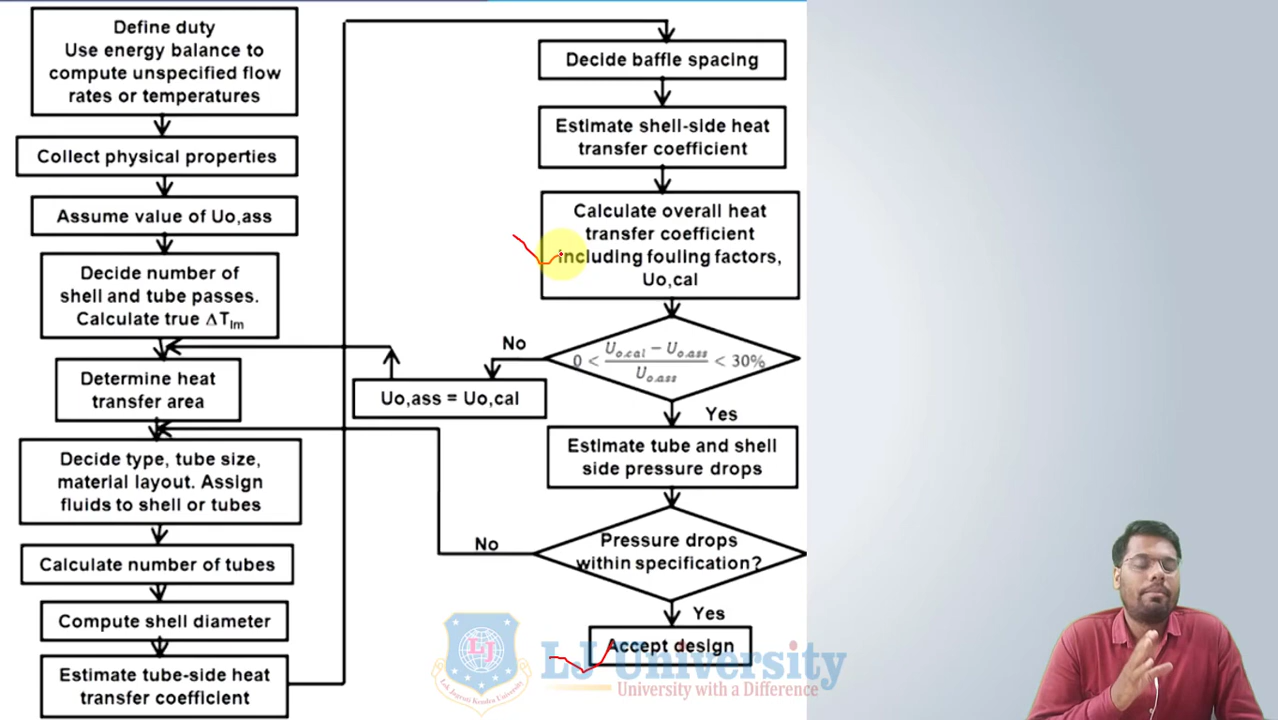 Define duty
Use energy balance to
compute unspecified flow
rates or temperatures
Collect physical properties
Assume value of Uo,ass
Decide number of
shell and tube passes.
Calculate true ΔTlm
Determine heat
transfer area
Decide type, tube size,
material layout. Assign
fluids to shell or tubes
Calculate number of tubes
Compute shell diameter
Estimate tube-side heat
transfer coefficient
Decide baffle spacing
Estimate shell-side heat
transfer coefficient
Calculate overall heat
transfer coefficient
including fouling factors,
Uo,cal
0 < (Uo.cal − Uo.ass) / Uo.ass < 30%
No
Uo,ass = Uo,cal
Yes
Estimate tube and shell
side pressure drops
Pressure drops
within specification?
No
Yes
Accept design
LJ
LJ University
University with a Difference